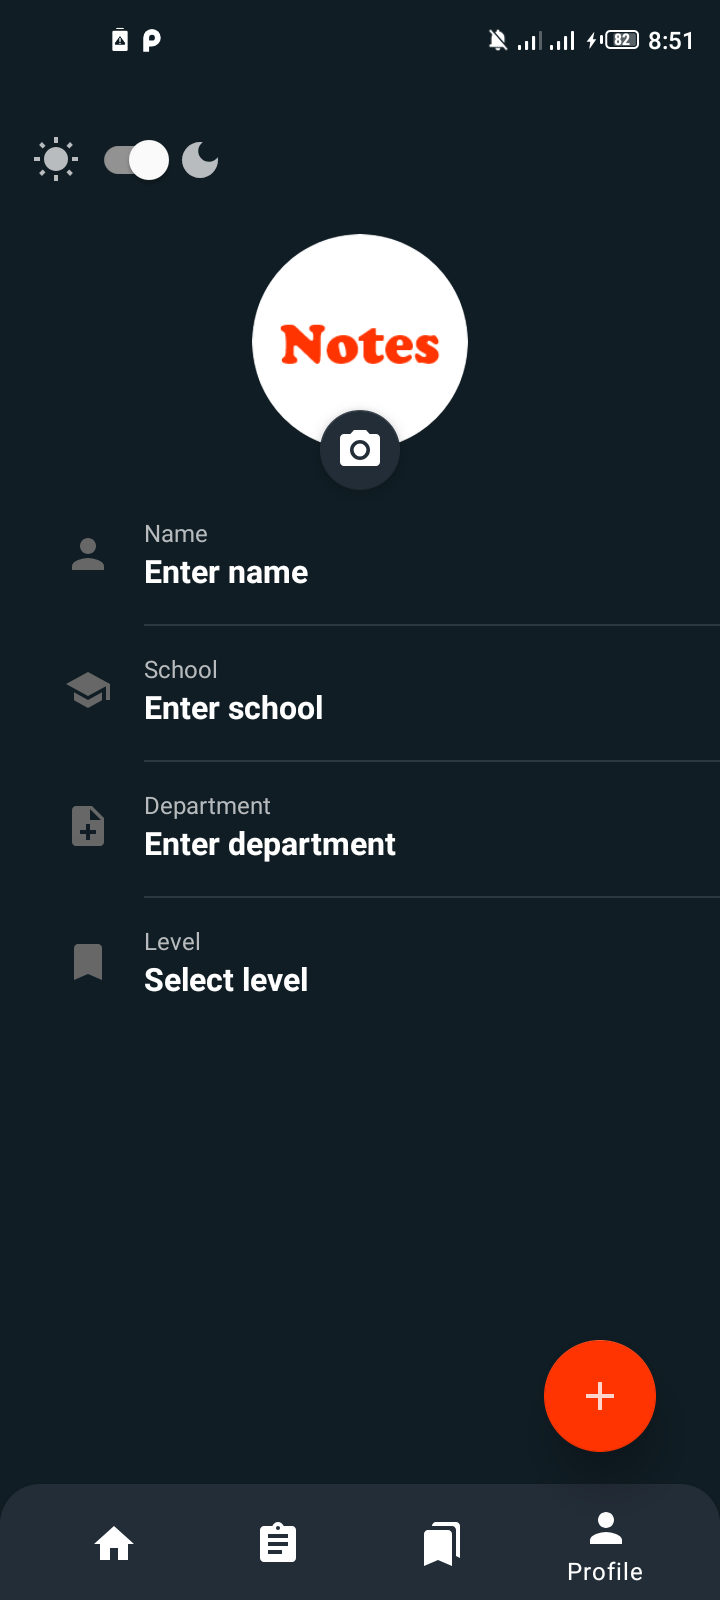 82 8:51
Notes
Name
Enter name
School
Enter school
Department
Enter department
Level
Select level
Profile